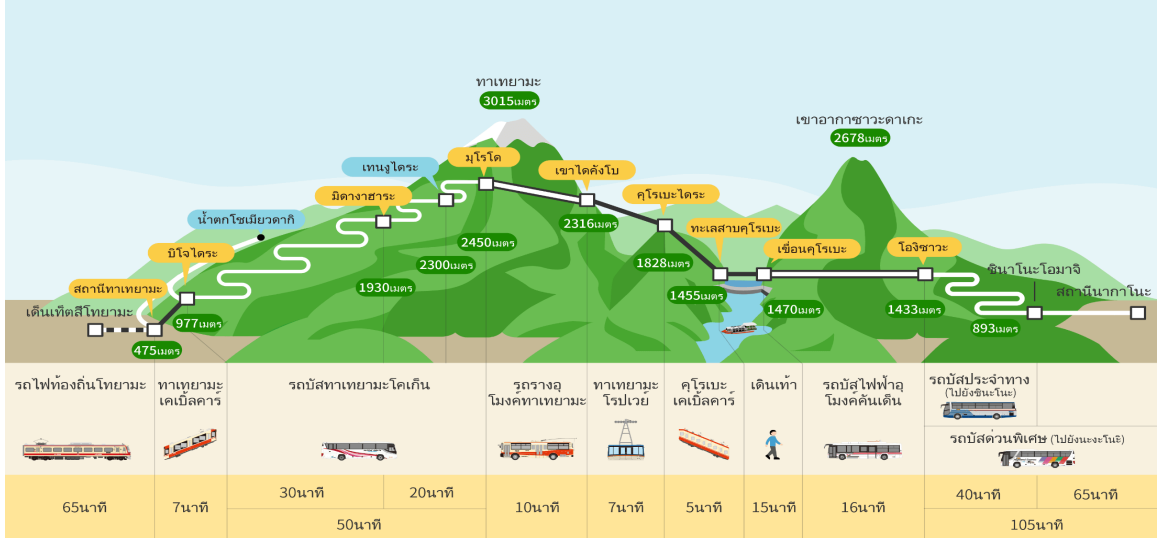 ทาเทยามะ
3015เมตร
เขาอากาซาวะดาเกะ
2678เมตร
เทนงูไดระ
มุโรโด
เขาไดคังโบ
มิดางาฮาระ
คุโรเบะไดระ
น้ำตกโชเมียวดากิ
ทะเลสาบคุโรเบะ
2316เมตร
2450เมตร
บิโจไดระ
เขื่อนคุโรเบะ
โองิซาวะ
2300เมตร
1828เมตร
ชินาโนะโอมาจิ
สถานีทาเทยามะ
1930เมตร
1455เมตร
สถานีนากาโนะ
เด็นเท็ตสึโทยามะ
977เมตร
1470เมตร
1433เมตร
893เมตร
475เมตร
รถไฟท้องถิ่นโทยามะ
ทาเทยามะ
เคเบิ้ลคาร์
รถบัสทาเทยามะโคเก็น
รถรางอุ
โมงค์ทาเทยามะ
ทาเทยามะ
โรปเวย์
คุโรเบะ
เคเบิ้ลคาร์
เดินเท้า
รถบัสไฟฟ้าอุ
โมงค์คันเด็น
รถบัสประจำทาง
(ไปยังชินะโนะ)
รถบัสด่วนพิเศษ (ไปยังนะงะโนะ)
65นาที
7นาที
30นาที
20นาที
50นาที
10นาที
7นาที
5นาที
15นาที
16นาที
40นาที
65นาที
105นาที